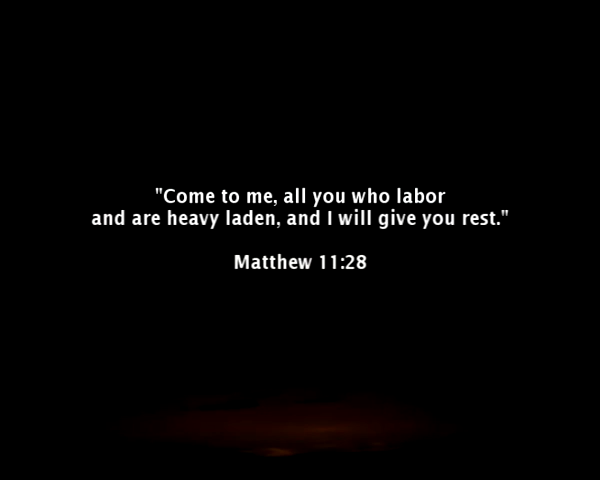 "Come to me, all you who labor
and are heavy laden, and I will give you rest."
Matthew 11:28